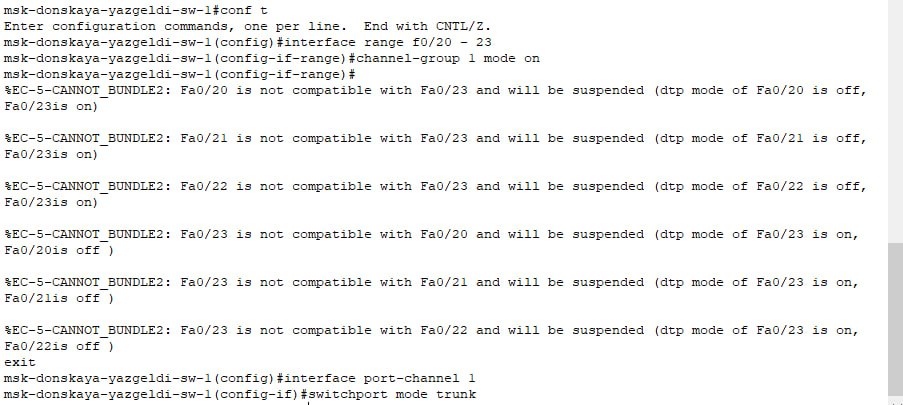 msk-donskaya-yazgeldi-sw-1#conf t
Enter configuration commands, one per line.  End with CNTL/Z.
msk-donskaya-yazgeldi-sw-1(config)#interface range f0/20 - 23
msk-donskaya-yazgeldi-sw-1(config-if-range)#channel-group 1 mode on
msk-donskaya-yazgeldi-sw-1(config-if-range)#
%EC-5-CANNOT_BUNDLE2: Fa0/20 is not compatible with Fa0/23 and will be suspended (dtp mode of Fa0/20 is off,
Fa0/23is on)
%EC-5-CANNOT_BUNDLE2: Fa0/21 is not compatible with Fa0/23 and will be suspended (dtp mode of Fa0/21 is off,
Fa0/23is on)
%EC-5-CANNOT_BUNDLE2: Fa0/22 is not compatible with Fa0/23 and will be suspended (dtp mode of Fa0/22 is off,
Fa0/23is on)
%EC-5-CANNOT_BUNDLE2: Fa0/23 is not compatible with Fa0/20 and will be suspended (dtp mode of Fa0/23 is on,
Fa0/20is off )
%EC-5-CANNOT_BUNDLE2: Fa0/23 is not compatible with Fa0/21 and will be suspended (dtp mode of Fa0/23 is on,
Fa0/21is off )
%EC-5-CANNOT_BUNDLE2: Fa0/23 is not compatible with Fa0/22 and will be suspended (dtp mode of Fa0/23 is on,
Fa0/22is off )
exit
msk-donskaya-yazgeldi-sw-1(config)#interface port-channel 1
msk-donskaya-yazgeldi-sw-1(config-if)#switchport mode trunk